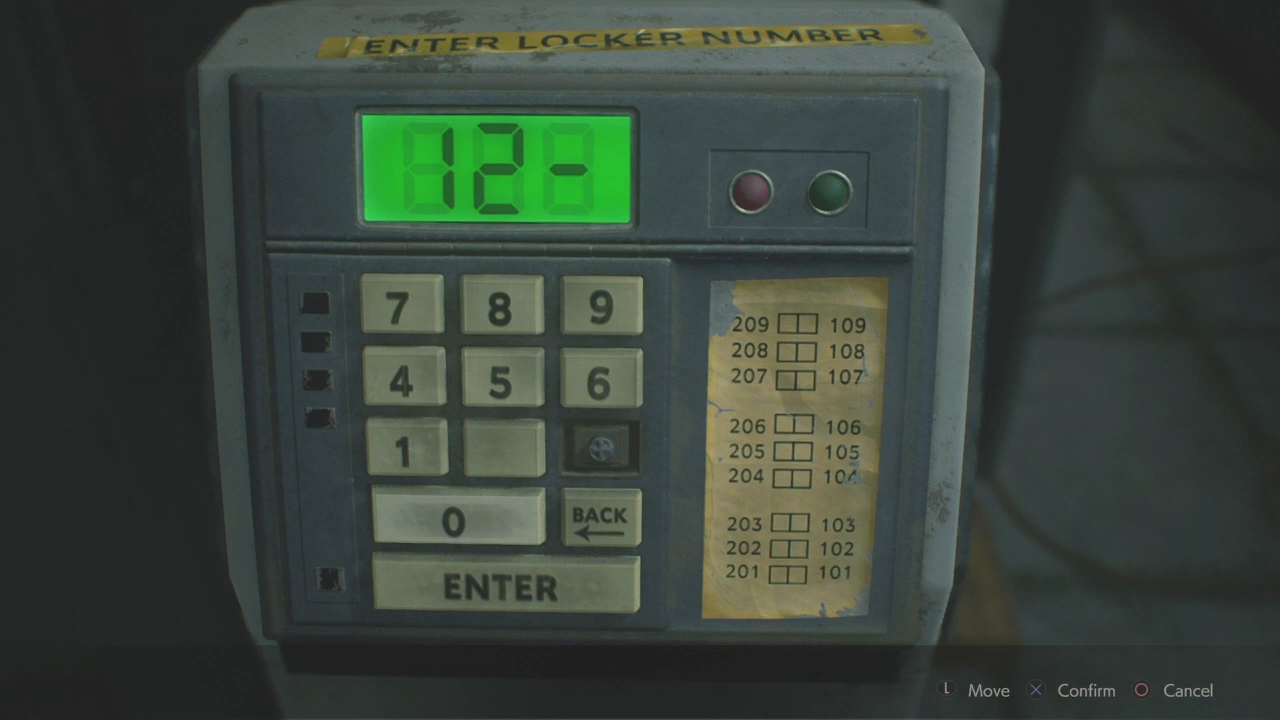 ENTER LOCKER NUMBER
12-
7 8 9
4 5 6
1
0 BACK
ENTER
209 109
208 108
207 107
206 106
205 105
204 104
203 103
202 102
201 101
L Move Confirm Cancel